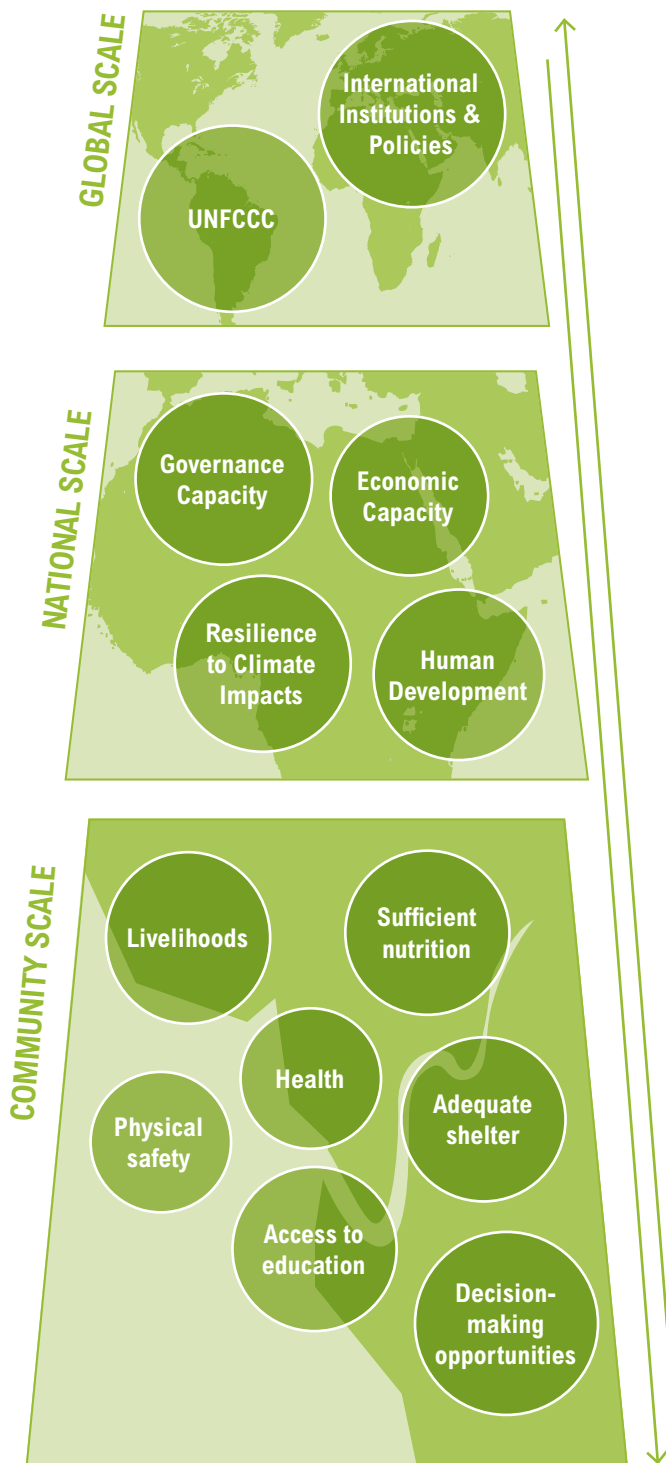 GLOBAL SCALE
International
Institutions &
Policies
UNFCCC
NATIONAL SCALE
Governance
Capacity
Economic
Capacity
Resilience
to Climate
Impacts
Human
Development
COMMUNITY SCALE
Livelihoods
Sufficient
nutrition
Health
Physical
safety
Adequate
shelter
Access to
education
Decision-
making
opportunities